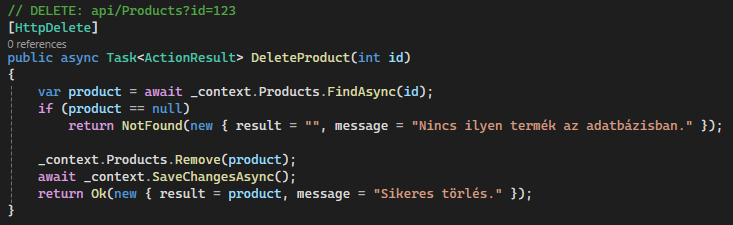 // DELETE: api/Products?id=123
[HttpDelete]
0 references
public async Task<ActionResult> DeleteProduct(int id)
{
var product = await _context.Products.FindAsync(id);
if (product == null)
return NotFound(new { result = "", message = "Nincs ilyen termék az adatbázisban." });
_context.Products.Remove(product);
await _context.SaveChangesAsync();
return Ok(new { result = product, message = "Sikeres törlés." });
}